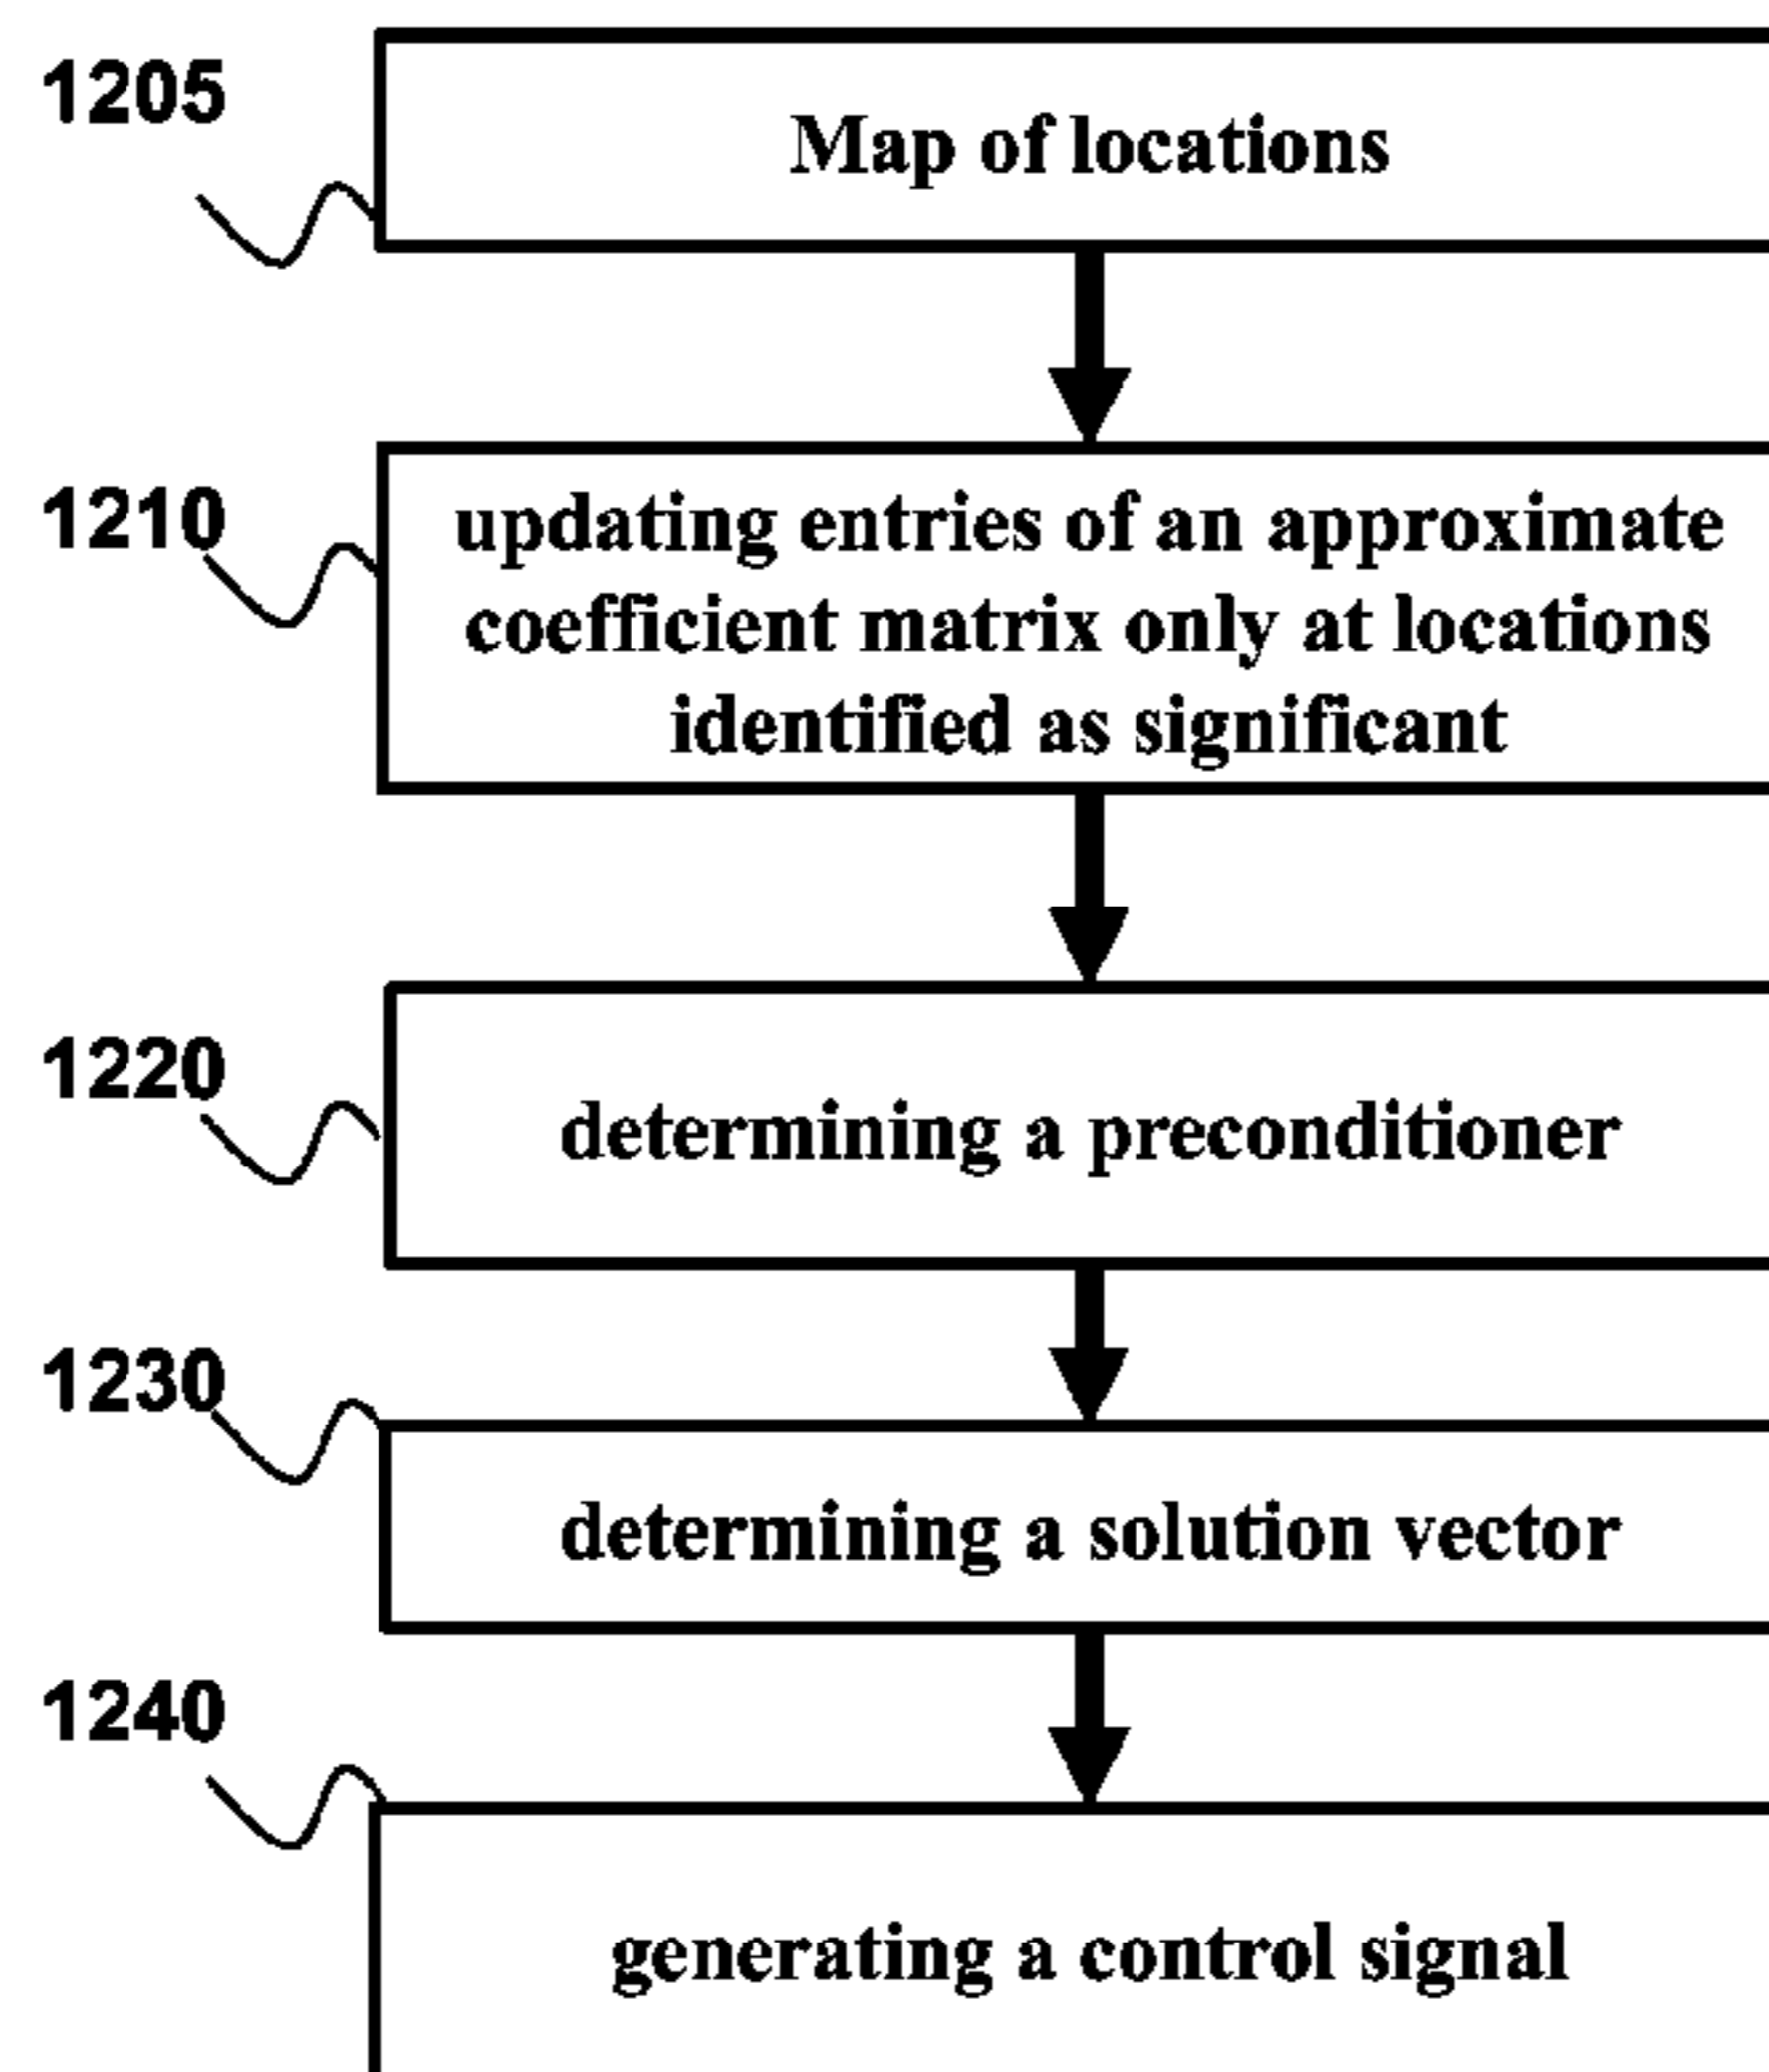 1205
Map of locations
1210
updating entries of an approximate
coefficient matrix only at locations
identified as significant
1220
determining a preconditioner
1230
determining a solution vector
1240
generating a control signal